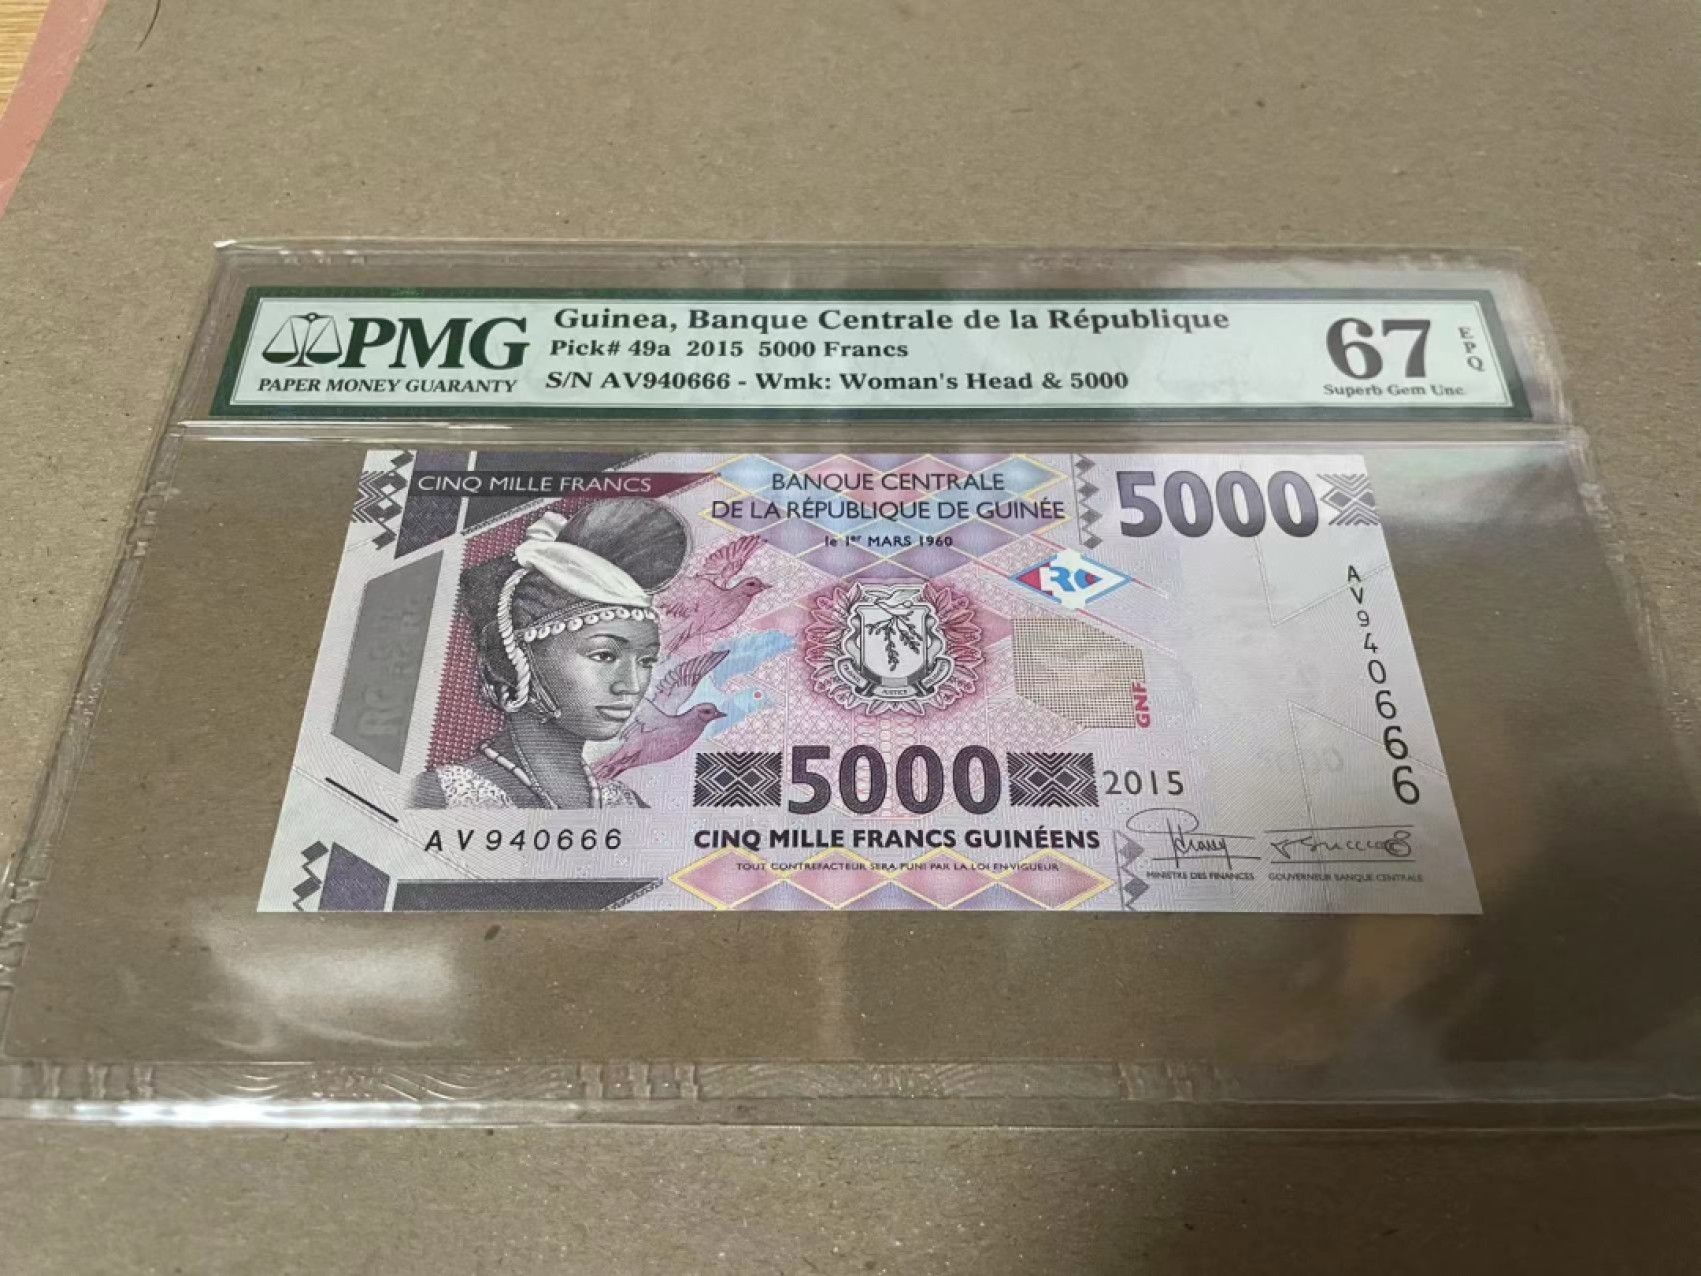 PMG
PAPER MONEY GUARANTY
Guinea, Banque Centrale de la République
Pick# 49a 2015 5000 Francs
S/N AV940666 - Wmk: Woman's Head & 5000
67
EPQ
Superb Gem Unc
CINQ MILLE FRANCS
BANQUE CENTRALE
DE LA RÉPUBLIQUE DE GUINÉE
le 1er MARS 1960
5000
RG
AV940666
JUSTICE
GNF
5000
2015
AV940666
CINQ MILLE FRANCS GUINÉENS
TOUT CONTREFACTEUR SERA PUNI PAR LA LOI EN VIGUEUR
MINISTRE DES FINANCES
GOUVERNEUR BANQUE CENTRALE